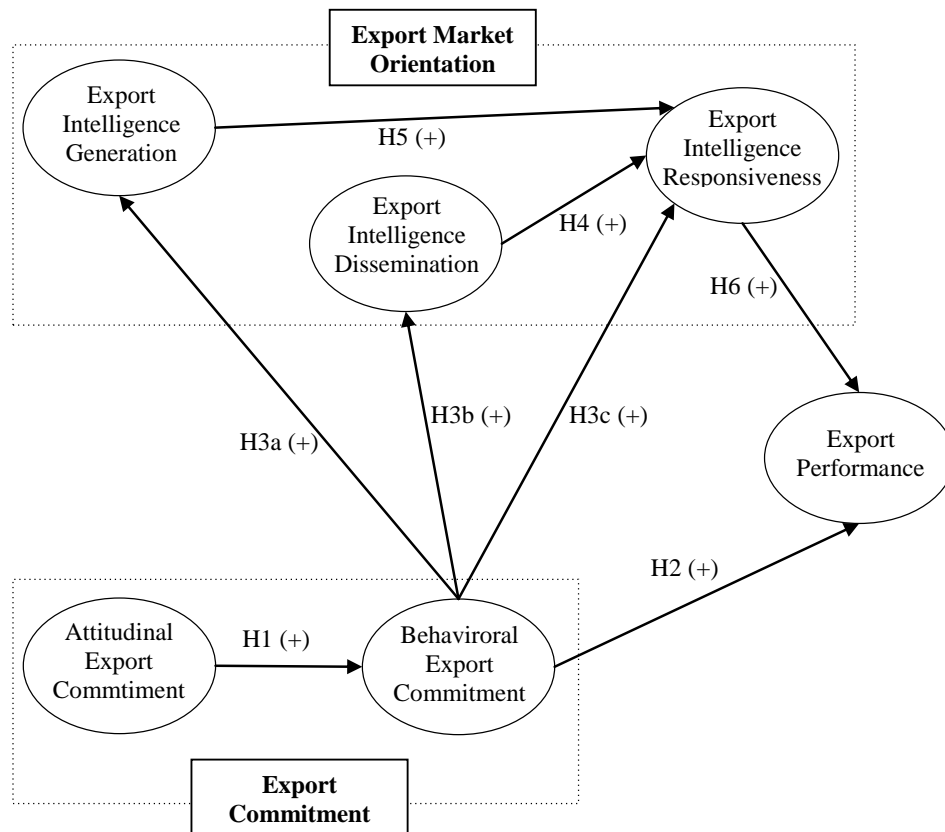 Export Market
Orientation
Export
Intelligence
Generation
H5 (+)
Export
Intelligence
Responsiveness
Export
Intelligence
Dissemination
H4 (+)
H6 (+)
H3a (+)
H3b (+)
H3c (+)
Export
Performance
H2 (+)
Attitudinal
Export
Commtiment
H1 (+)
Behaviroral
Export
Commitment
Export
Commitment